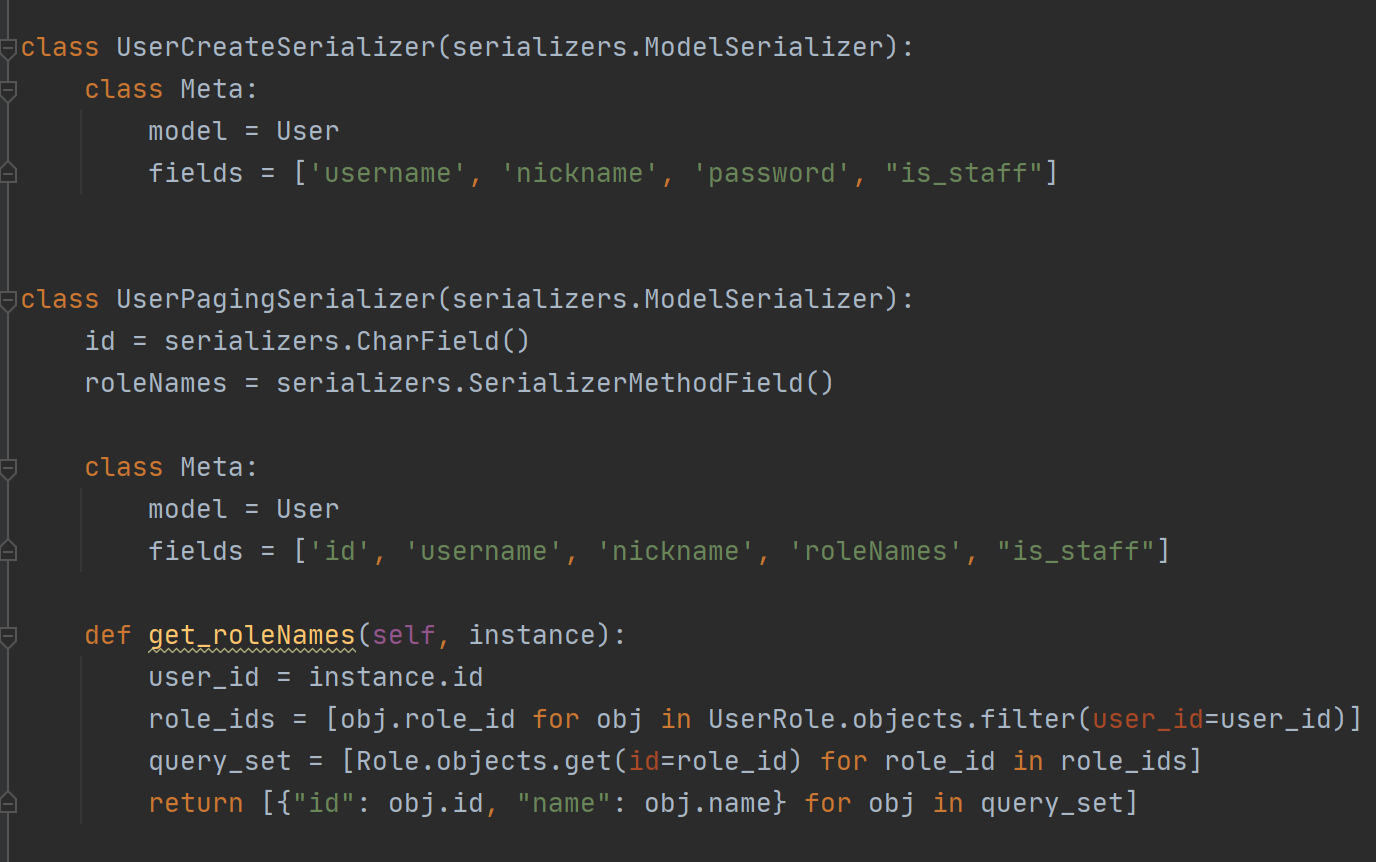 class UserCreateSerializer(serializers.ModelSerializer):
    class Meta:
        model = User
        fields = ['username', 'nickname', 'password', "is_staff"]
class UserPagingSerializer(serializers.ModelSerializer):
    id = serializers.CharField()
    roleNames = serializers.SerializerMethodField()
    class Meta:
        model = User
        fields = ['id', 'username', 'nickname', 'roleNames', "is_staff"]
    def get_roleNames(self, instance):
        user_id = instance.id
        role_ids = [obj.role_id for obj in UserRole.objects.filter(user_id=user_id)]
        query_set = [Role.objects.get(id=role_id) for role_id in role_ids]
        return [{"id": obj.id, "name": obj.name} for obj in query_set]